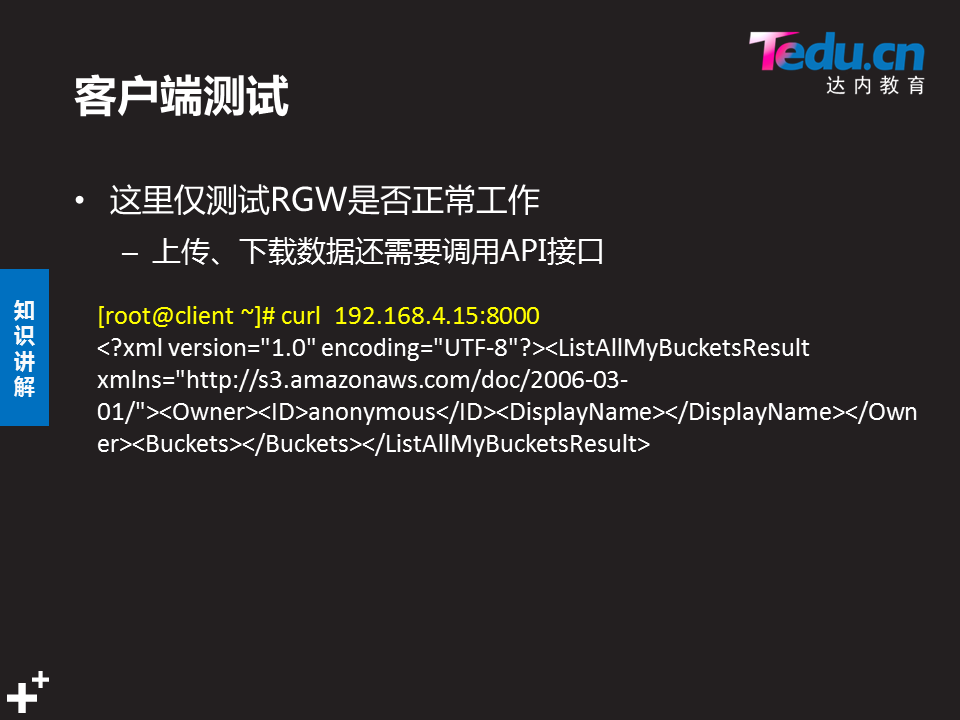 Tedu.cn
达内教育
客户端测试
• 这里仅测试RGW是否正常工作
– 上传、下载数据还需要调用API接口
知识讲解
[root@client ~]# curl  192.168.4.15:8000
<?xml version="1.0" encoding="UTF-8"?><ListAllMyBucketsResult
xmlns="http://s3.amazonaws.com/doc/2006-03-
01/"><Owner><ID>anonymous</ID><DisplayName></DisplayName></Own
er><Buckets></Buckets></ListAllMyBucketsResult>